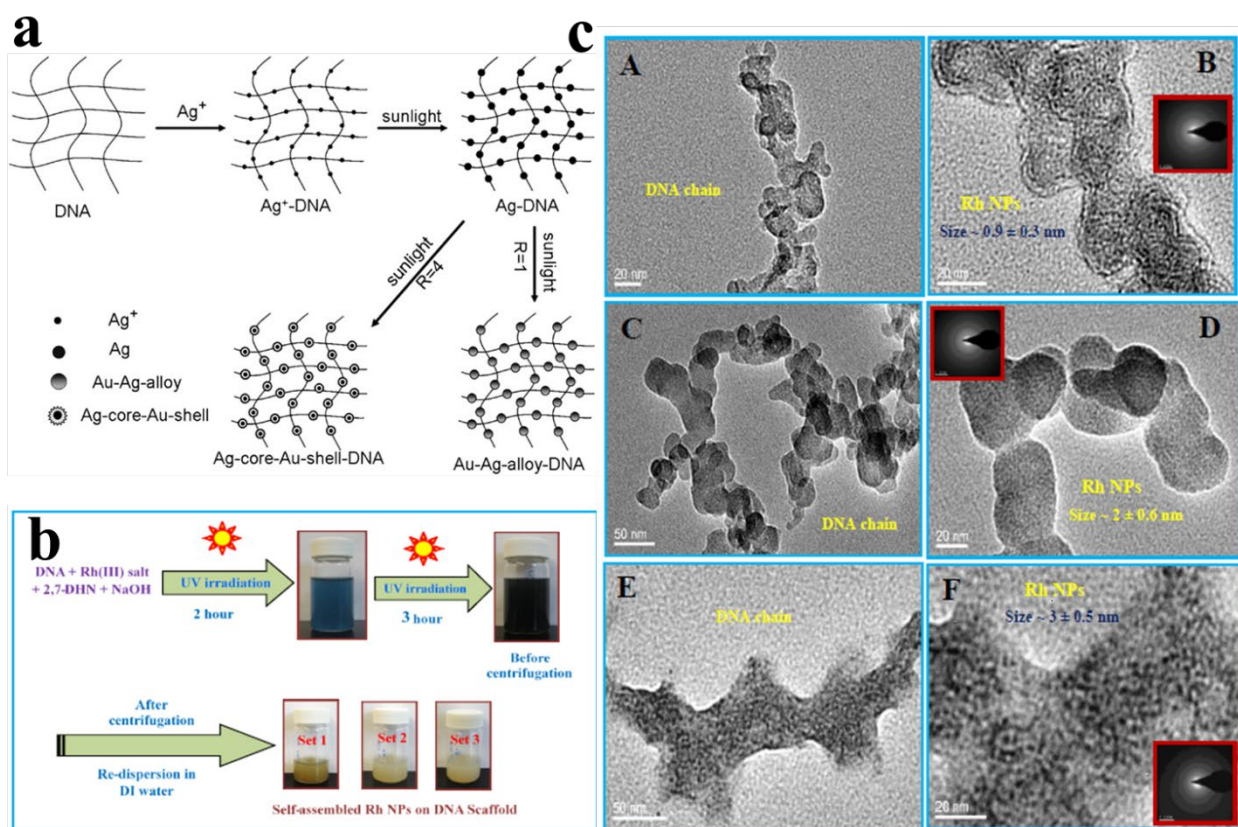 a
Ag⁺
sunlight
DNA
Ag⁺-DNA
Ag-DNA
sunlight
R=4
sunlight
R=1
Ag⁺
Ag
Au-Ag-alloy
Ag-core-Au-shell
Ag-core-Au-shell-DNA
Au-Ag-alloy-DNA
b
DNA + Rh(III) salt
+ 2,7-DHN + NaOH
UV irradiation
2 hour
UV irradiation
3 hour
Before
centrifugation
After
centrifugation
Re-dispersion in
DI water
Set 1
Set 2
Set 3
Self-assembled Rh NPs on DNA Scaffold
c
A
DNA chain
20 nm
B
Rh NPs
Size ~ 0.9 ± 0.3 nm
20 nm
C
DNA chain
50 nm
D
Rh NPs
Size ~ 2 ± 0.6 nm
20 nm
E
DNA chain
50 nm
F
Rh NPs
Size ~ 3 ± 0.5 nm
20 nm